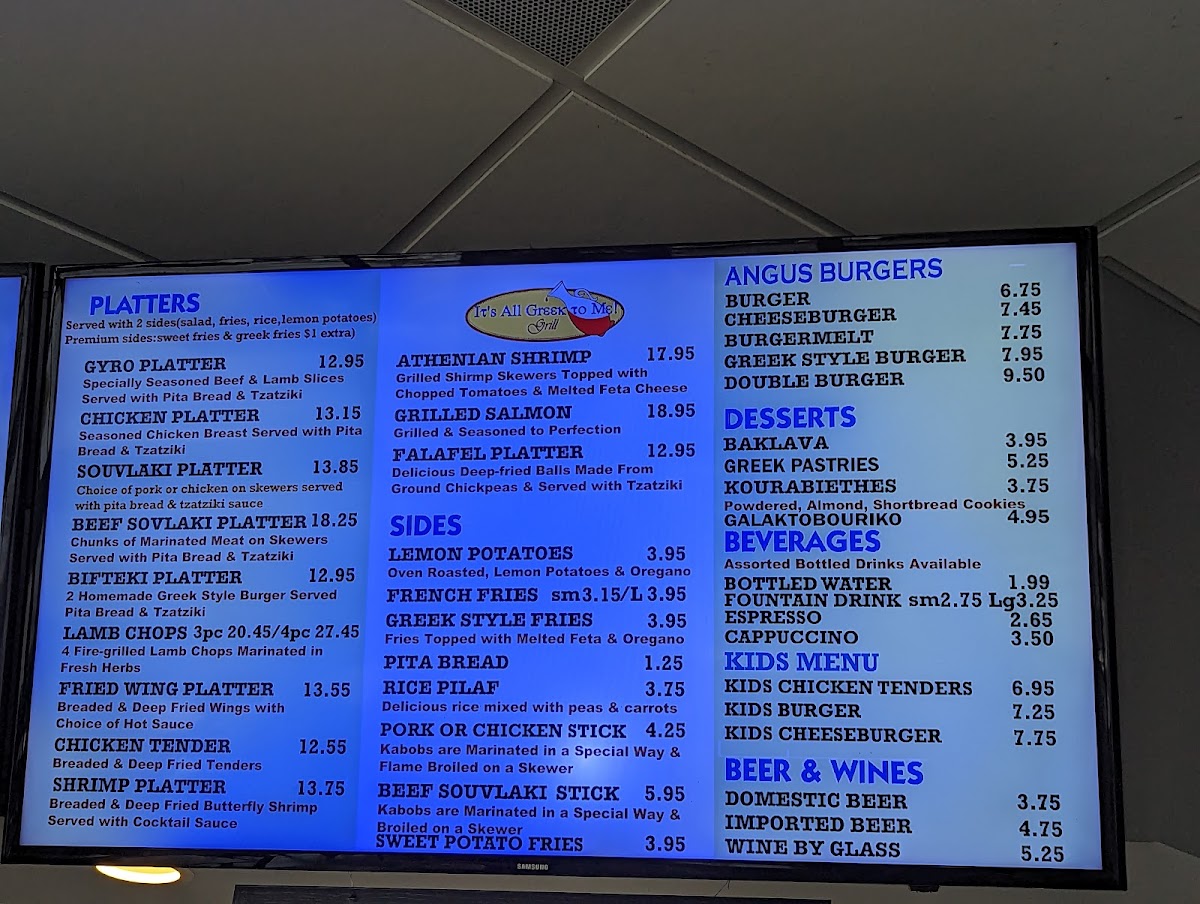 PLATTERS
Served with 2 sides(salad, fries, rice,lemon potatoes)
Premium sides:sweet fries & greek fries $1 extra)
GYRO PLATTER 12.95
Specially Seasoned Beef & Lamb Slices
Served with Pita Bread & Tzatziki
CHICKEN PLATTER 13.15
Seasoned Chicken Breast Served with Pita
Bread & Tzatziki
SOUVLAKI PLATTER 13.85
Choice of pork or chicken on skewers served
with pita bread & tzatziki sauce
BEEF SOVLAKI PLATTER 18.25
Chunks of Marinated Meat on Skewers
Served with Pita Bread & Tzatziki
BIFTEKI PLATTER 12.95
2 Homemade Greek Style Burger Served
Pita Bread & Tzatziki
LAMB CHOPS 3pc 20.45/4pc 27.45
4 Fire-grilled Lamb Chops Marinated in
Fresh Herbs
FRIED WING PLATTER 13.55
Breaded & Deep Fried Wings with
Choice of Hot Sauce
CHICKEN TENDER 12.55
Breaded & Deep Fried Tenders
SHRIMP PLATTER 13.75
Breaded & Deep Fried Butterfly Shrimp
Served with Cocktail Sauce
It's All Greek to Me!
Grill
ATHENIAN SHRIMP 17.95
Grilled Shirmp Skewers Topped with
Chopped Tomatoes & Melted Feta Cheese
GRILLED SALMON 18.95
Grilled & Seasoned to Perfection
FALAFEL PLATTER 12.95
Delicious Deep-fried Balls Made From
Ground Chickpeas & Served with Tzatziki
SIDES
LEMON POTATOES 3.95
Oven Roasted, Lemon Potatoes & Oregano
FRENCH FRIES sm3.15/L3.95
GREEK STYLE FRIES 3.95
Fries Topped with Melted Feta & Oregano
PITA BREAD 1.25
RICE PILAF 3.75
Delicious rice mixed with peas & carrots
PORK OR CHICKEN STICK 4.25
Kabobs are Marinated in a Special Way &
Flame Broiled on a Skewer
BEEF SOUVLAKI STICK 5.95
Kabobs are Marinated in a Special Way &
Broiled on a Skewer
SWEET POTATO FRIES 3.95
ANGUS BURGERS
BURGER 6.75
CHEESEBURGER 7.45
BURGERMELT 7.75
GREEK STYLE BURGER 7.95
DOUBLE BURGER 9.50
DESSERTS
BAKLAVA 3.95
GREEK PASTRIES 5.25
KOURABIETHES 3.75
Powdered, Almond, Shortbread Cookies
GALAKTOBOURIKO 4.95
BEVERAGES
Assorted Bottled Drinks Available
BOTTLED WATER 1.99
FOUNTAIN DRINK sm2.75 Lg3.25
ESPRESSO 2.65
CAPPUCCINO 3.50
KIDS MENU
KIDS CHICKEN TENDERS 6.95
KIDS BURGER 7.25
KIDS CHEESEBURGER 7.75
BEER & WINES
DOMESTIC BEER 3.75
IMPORTED BEER 4.75
WINE BY GLASS 5.25
SAMSUNG